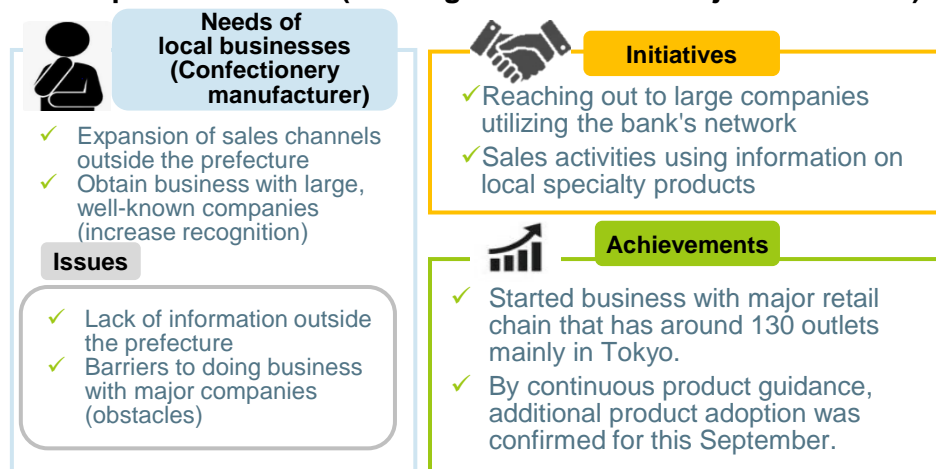 Needs of
local businesses
(Confectionery
manufacturer)
✓ Expansion of sales channels
outside the prefecture
✓ Obtain business with large,
well-known companies
(increase recognition)
Issues
✓ Lack of information outside
the prefecture
✓ Barriers to doing business
with major companies
(obstacles)
Initiatives
✓Reaching out to large companies
utilizing the bank's network
✓Sales activities using information on
local specialty products
Achievements
✓ Started business with major retail
chain that has around 130 outlets
mainly in Tokyo.
✓ By continuous product guidance,
additional product adoption was
confirmed for this September.